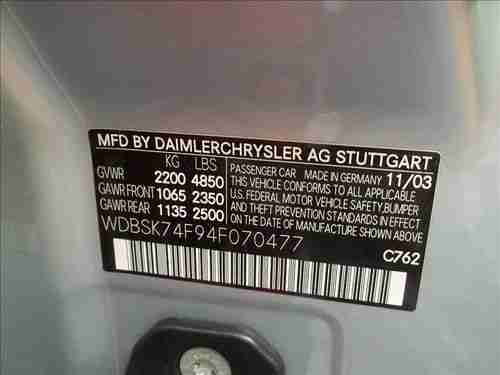 MFD BY DAIMLERCHRYSLER AG STUTTGART
KG LBS
GVWR 2200 4850
GAWR FRONT 1065 2350
GAWR REAR 1135 2500
PASSENGER CAR MADE IN GERMANY 11/03
THIS VEHICLE CONFORMS TO ALL APPLICABLE
U.S. FEDERAL MOTOR VEHICLE SAFETY, BUMPER
AND THEFT PREVENTION STANDARDS IN EFFECT
ON THE DATE OF MANUFACTURE SHOWN ABOVE
WDBSK74F94F070477
C762